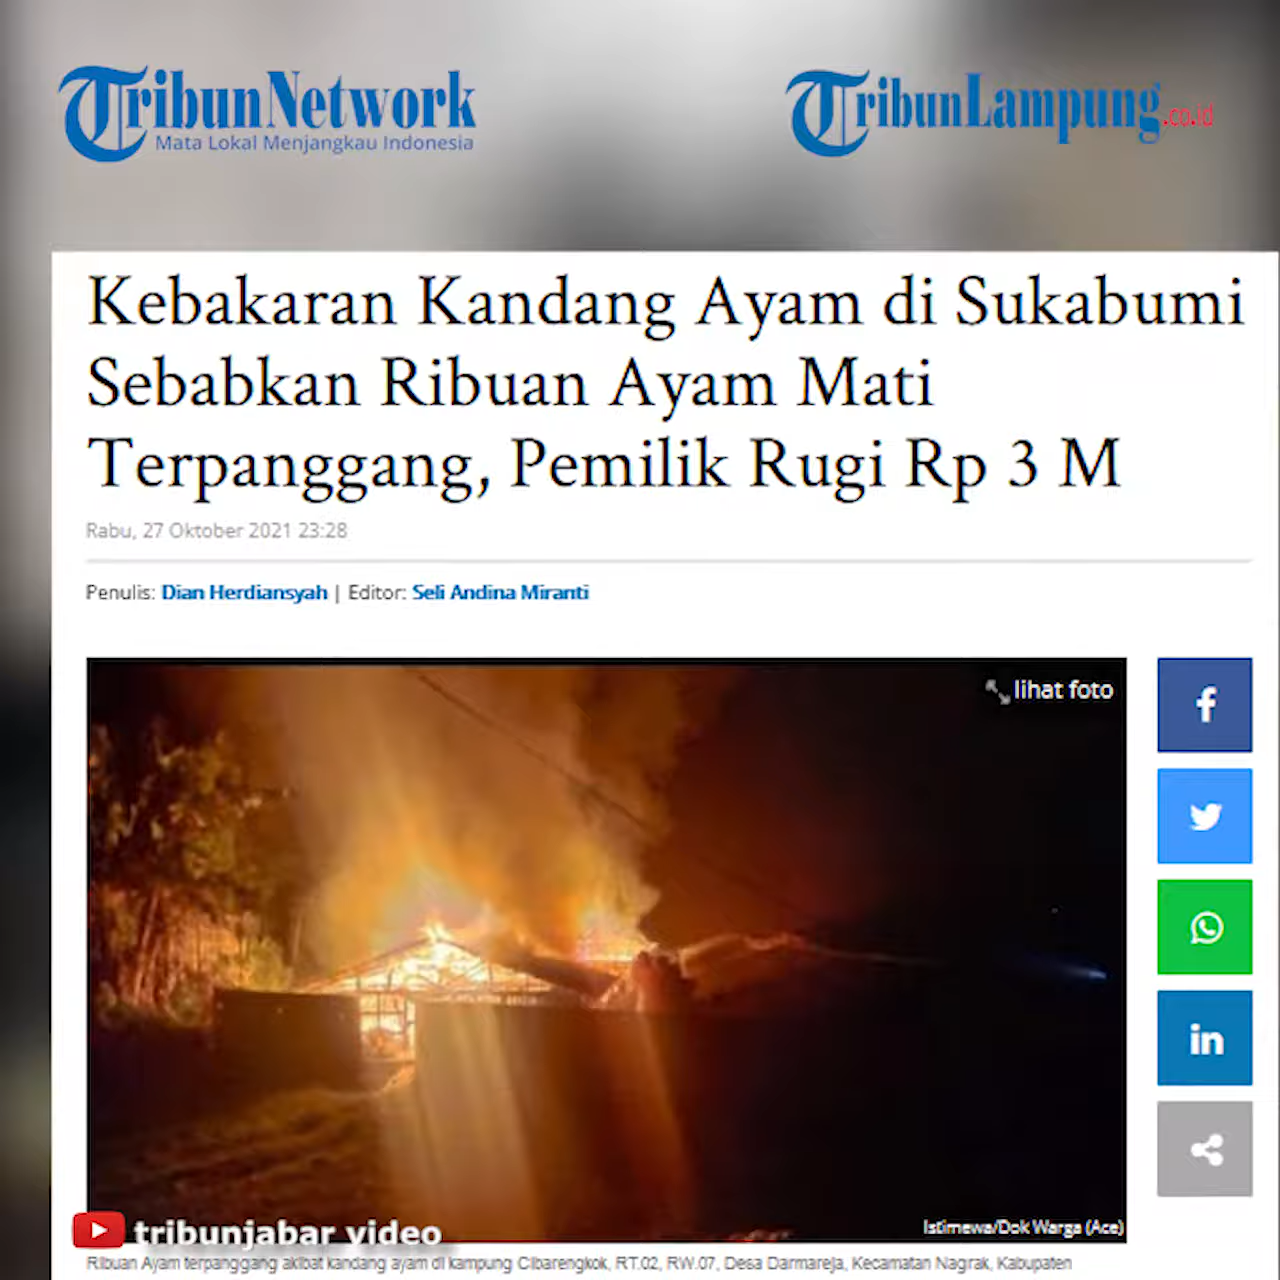 TribunNetwork
Mata Lokal Menjangkau Indonesia
TribunLampung.co.id
Kebakaran Kandang Ayam di Sukabumi
Sebabkan Ribuan Ayam Mati
Terpanggang, Pemilik Rugi Rp 3 M
Rabu, 27 Oktober 2021 23:28
Penulis: Dian Herdiansyah | Editor: Seli Andina Miranti
lihat foto
Istimewa/Dok Warga (Ace)
tribunjabar video
Ribuan Ayam terpanggang akibat kandang ayam di kampung Cibarengkok, RT.02, RW.07, Desa Darmareja, Kecamatan Nagrak, Kabupaten